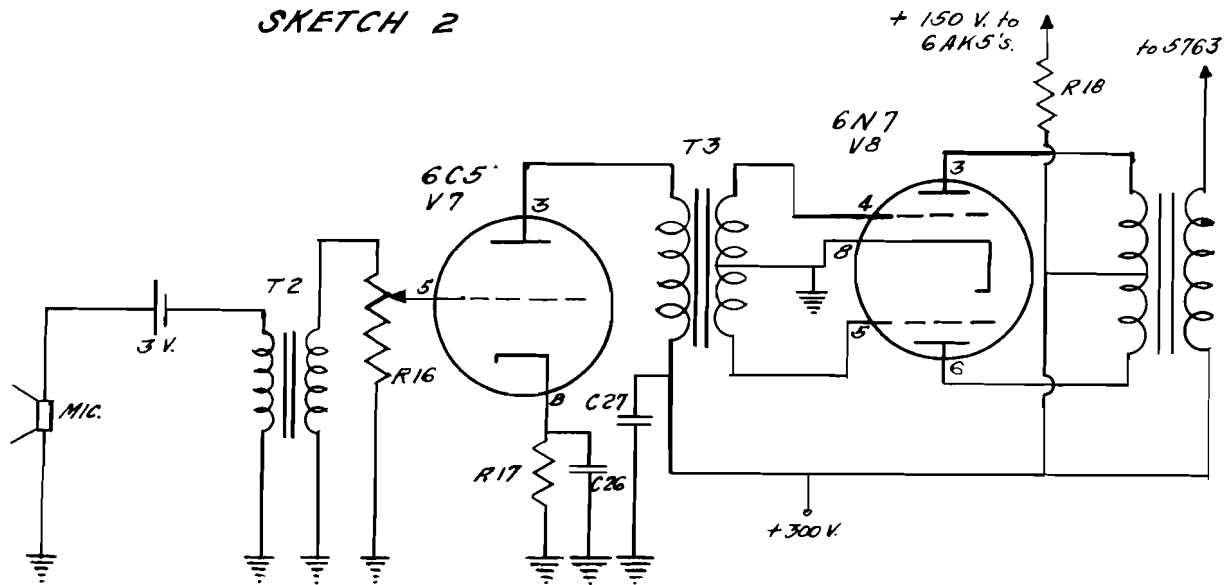 SKETCH 2
+ 150 V. to
6AK5's.
to 5763
R18
6N7
V8
T3
6C5
V7
3
3
4
8
5
T2
5
3 V.
R16
6
MIC.
8
C27
R17
C26
+300V.